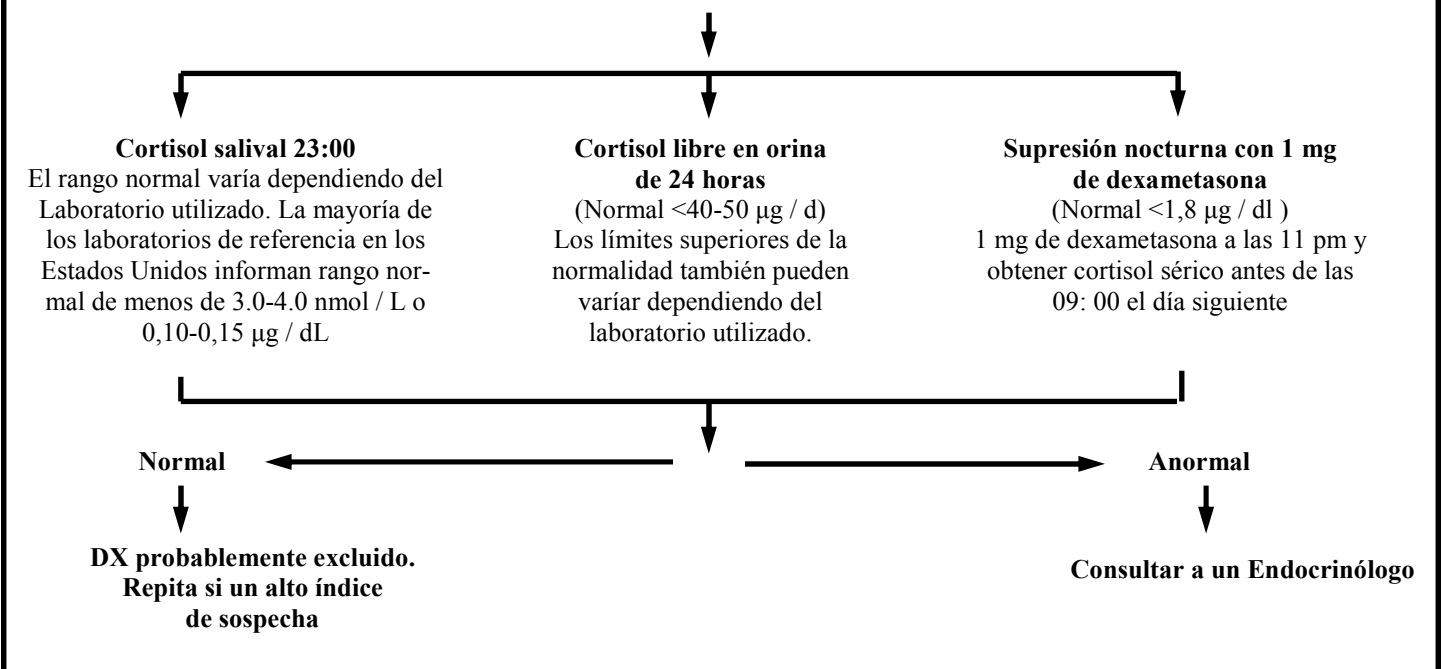 Cortisol salival 23:00
El rango normal varía dependiendo del
Laboratorio utilizado. La mayoría de
los laboratorios de referencia en los
Estados Unidos informan rango nor-
mal de menos de 3.0-4.0 nmol / L o
0,10-0,15 μg / dL
Cortisol libre en orina
de 24 horas
(Normal <40-50 μg / d)
Los límites superiores de la
normalidad también pueden
varíar dependiendo del
laboratorio utilizado.
Supresión nocturna con 1 mg
de dexametasona
(Normal <1,8 μg / dl )
1 mg de dexametasona a las 11 pm y
obtener cortisol sérico antes de las
09: 00 el día siguiente
Normal
Anormal
DX probablemente excluido.
Repita si un alto índice
de sospecha
Consultar a un Endocrinólogo